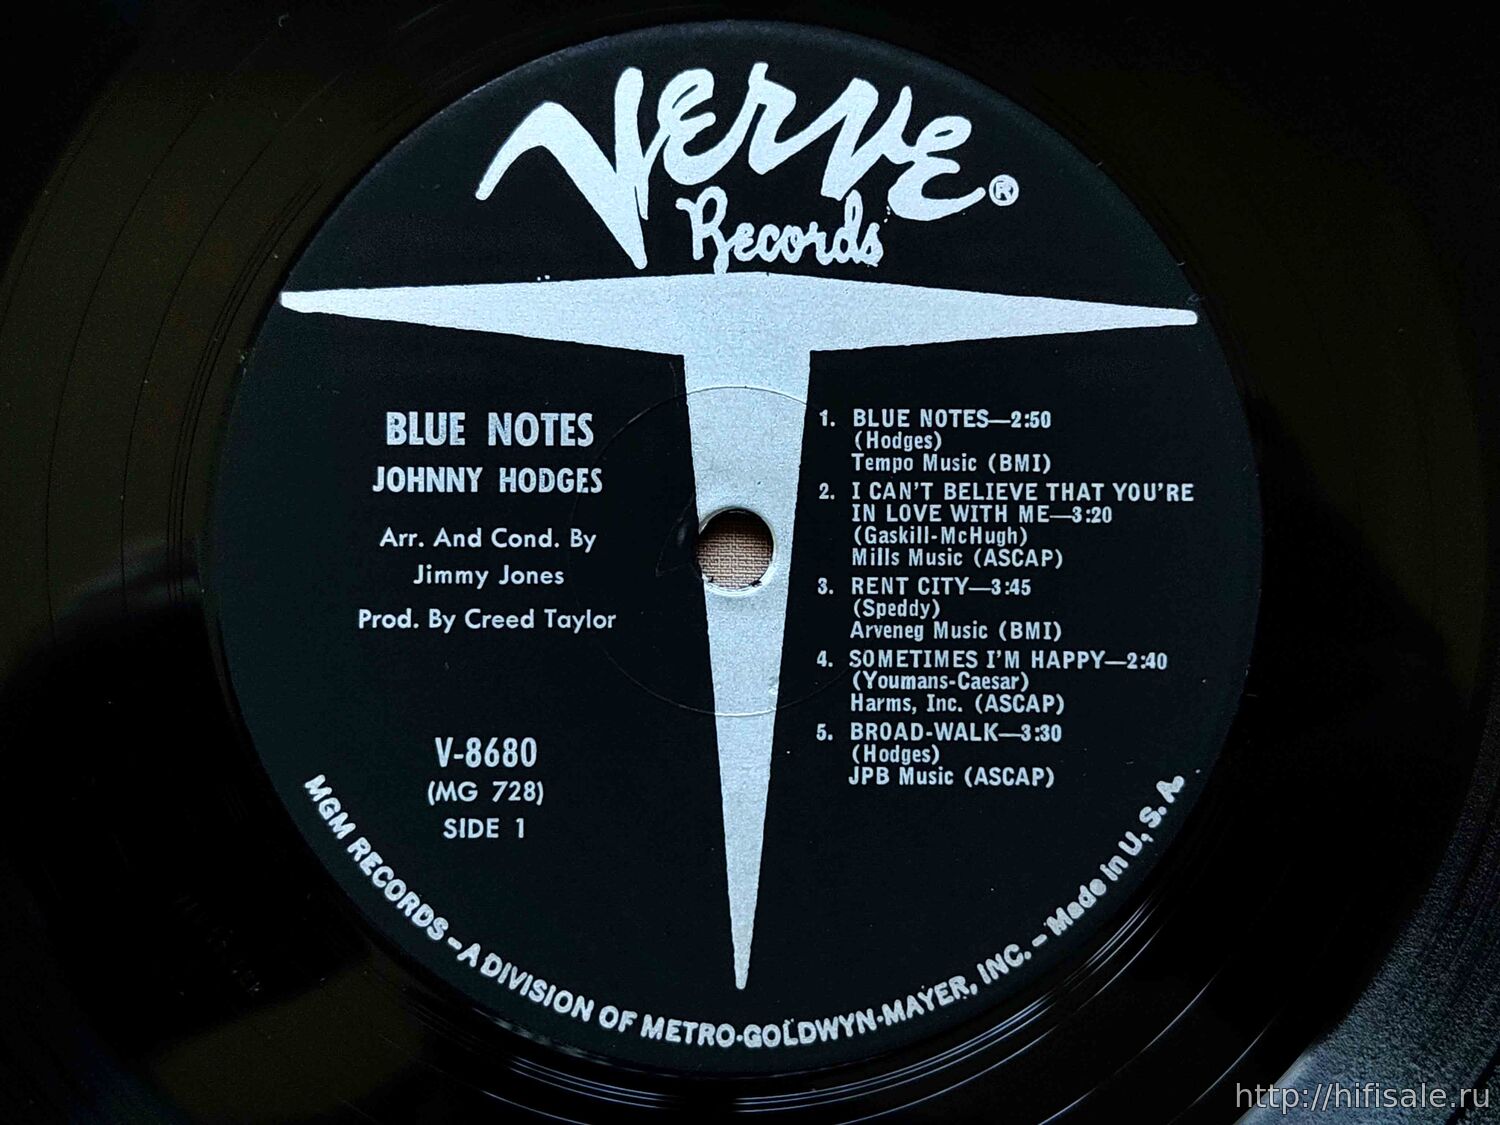 Verve®
Records
BLUE NOTES
JOHNNY HODGES
Arr. And Cond. By
Jimmy Jones
Prod. By Creed Taylor
V-8680
(MG 728)
SIDE 1
1. BLUE NOTES—2:50
(Hodges)
Tempo Music (BMI)
2. I CAN'T BELIEVE THAT YOU'RE
IN LOVE WITH ME—3:20
(Gaskill-McHugh)
Mills Music (ASCAP)
3. RENT CITY—3:45
(Speddy)
Arveneg Music (BMI)
4. SOMETIMES I'M HAPPY—2:40
(Youmans-Caesar)
Harms, Inc. (ASCAP)
5. BROAD-WALK—3:30
(Hodges)
JPB Music (ASCAP)
MGM RECORDS – A DIVISION OF METRO-GOLDWYN-MAYER, INC. – Made in U. S. A.
http://hifisale.ru